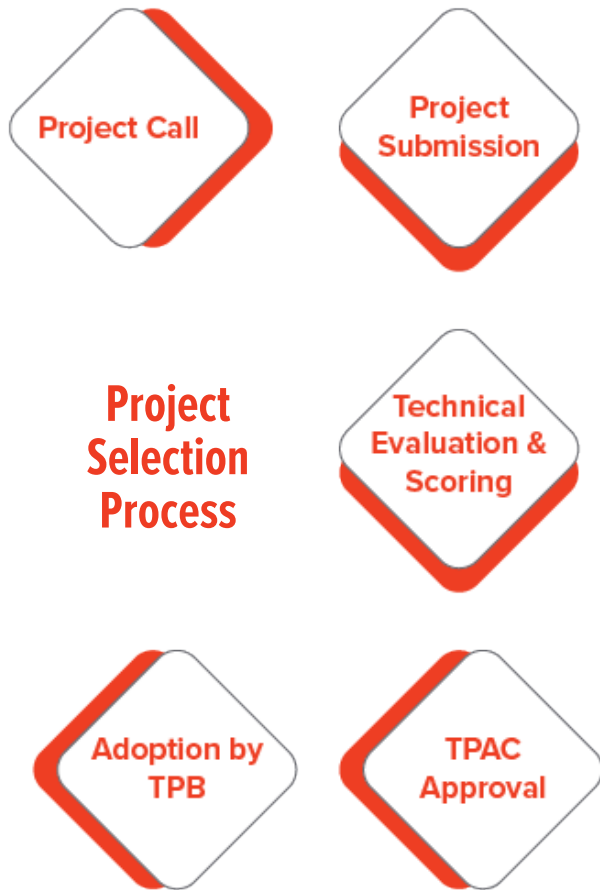 Project Call
Project
Submission
Project
Selection
Process
Technical
Evaluation &
Scoring
Adoption by
TPB
TPAC
Approval